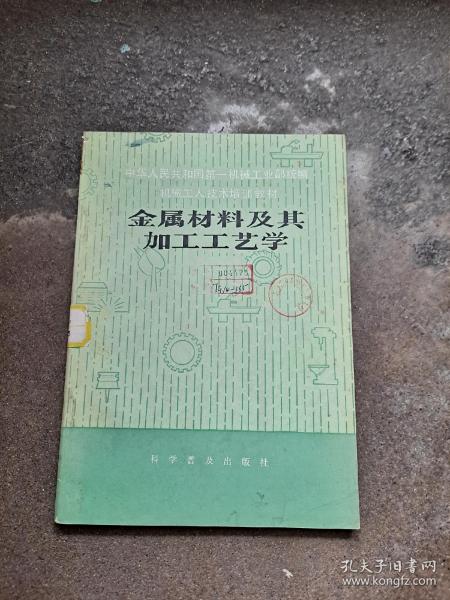 中华人民共和国第一机械工业部统编
机械工人技术培训教材
金属材料及其
加工工艺学
科学普及出版社
孔夫子旧书网
www.kongfz.com